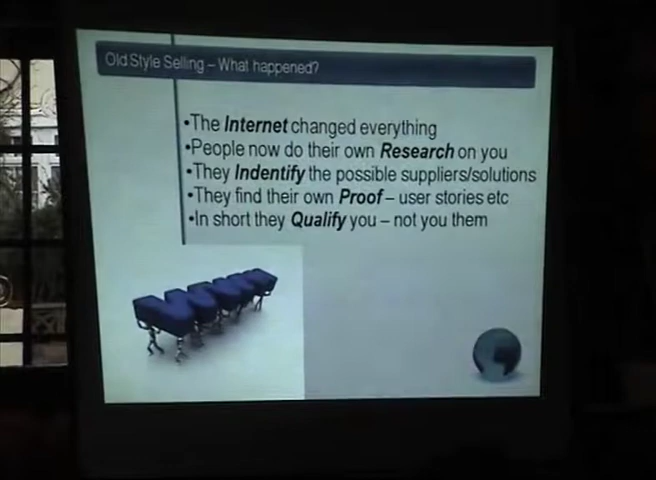 Old Style Selling – What happened?
•The Internet changed everything
•People now do their own Research on you
•They Indentify the possible suppliers/solutions
•They find their own Proof – user stories etc
•In short they Qualify you – not you them